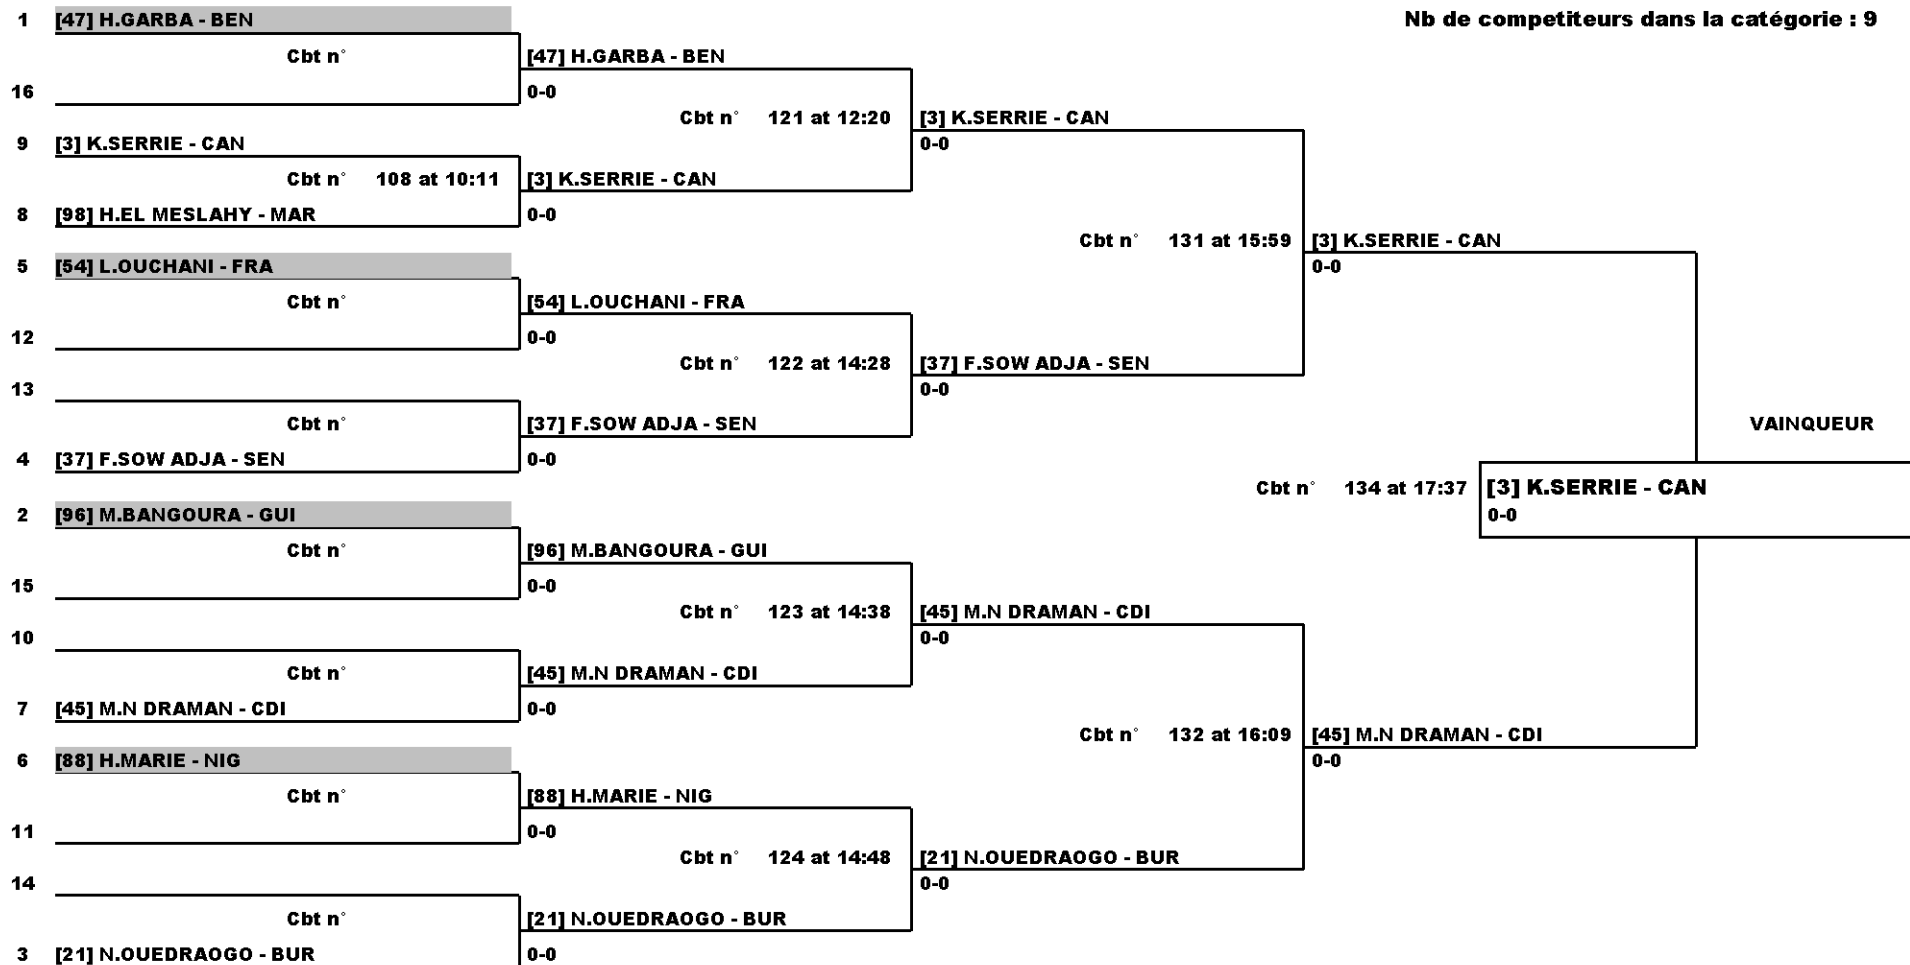 Nb de competiteurs dans la catégorie : 9
1 [47] H.GARBA - BEN
Cbt n°
[47] H.GARBA - BEN
16
0-0
Cbt n° 121 at 12:20
[3] K.SERRIE - CAN
0-0
9 [3] K.SERRIE - CAN
Cbt n° 108 at 10:11
[3] K.SERRIE - CAN
8 [98] H.EL MESLAHY - MAR
0-0
Cbt n° 131 at 15:59
[3] K.SERRIE - CAN
0-0
5 [54] L.OUCHANI - FRA
Cbt n°
[54] L.OUCHANI - FRA
12
0-0
Cbt n° 122 at 14:28
[37] F.SOW ADJA - SEN
0-0
13
Cbt n°
[37] F.SOW ADJA - SEN
4 [37] F.SOW ADJA - SEN
0-0
VAINQUEUR
Cbt n° 134 at 17:37
[3] K.SERRIE - CAN
0-0
2 [96] M.BANGOURA - GUI
Cbt n°
[96] M.BANGOURA - GUI
15
0-0
Cbt n° 123 at 14:38
[45] M.N DRAMAN - CDI
0-0
10
Cbt n°
[45] M.N DRAMAN - CDI
7 [45] M.N DRAMAN - CDI
0-0
Cbt n° 132 at 16:09
[45] M.N DRAMAN - CDI
0-0
6 [88] H.MARIE - NIG
Cbt n°
[88] H.MARIE - NIG
11
0-0
Cbt n° 124 at 14:48
[21] N.OUEDRAOGO - BUR
0-0
14
Cbt n°
[21] N.OUEDRAOGO - BUR
3 [21] N.OUEDRAOGO - BUR
0-0